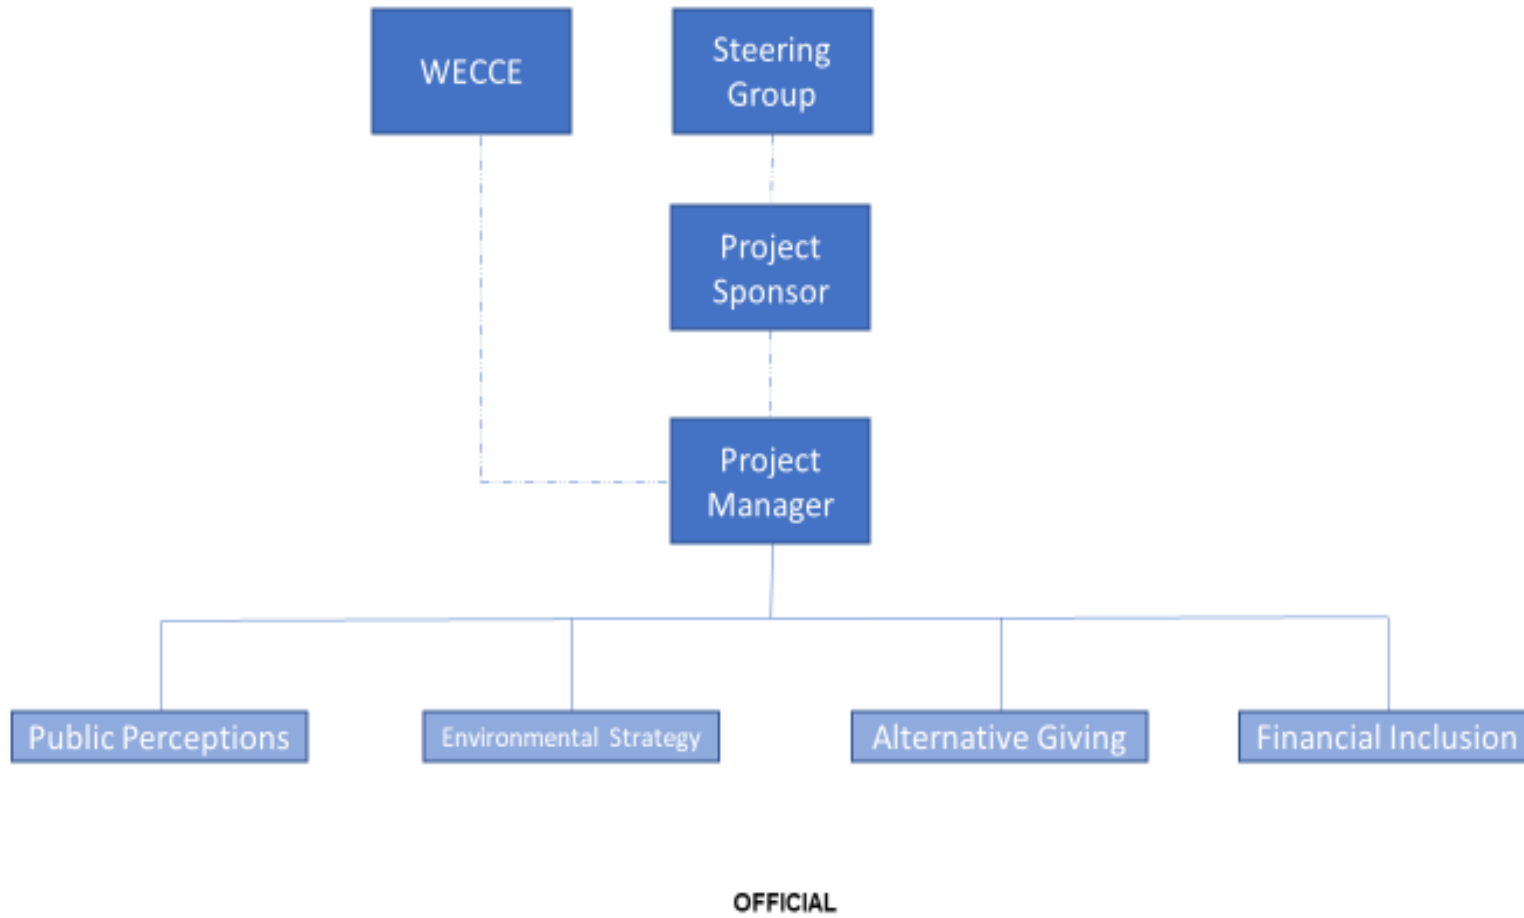 WECCE
Steering
Group
Project
Sponsor
Project
Manager
Public Perceptions
Environmental Strategy
Alternative Giving
Financial Inclusion
OFFICIAL